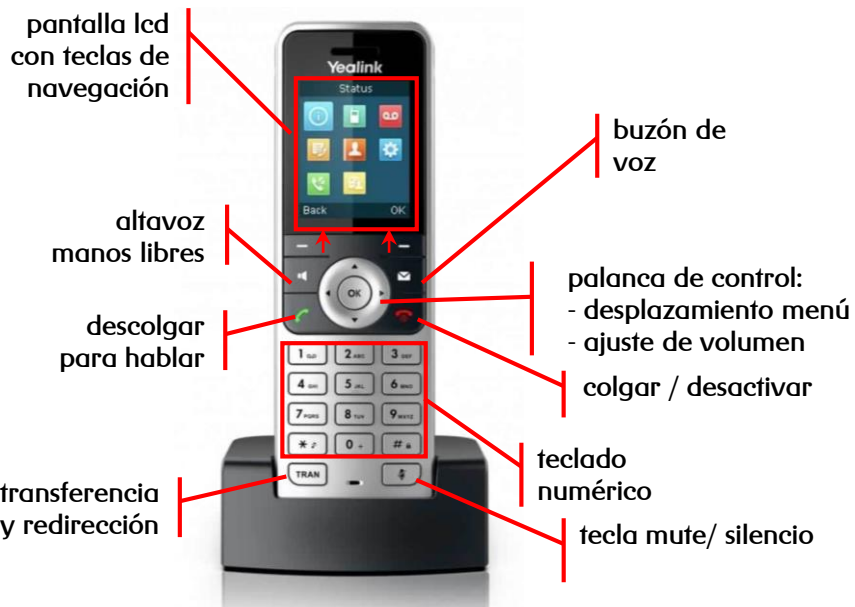 pantalla lcd
con teclas de
navegación
Yealink
Status
Back OK
buzón de
voz
altavoz
manos libres
OK
palanca de control:
- desplazamiento menú
- ajuste de volumen
descolgar
para hablar
colgar / desactivar
1 2 ABC 3 DEF
4 GHI 5 JKL 6 MNO
7 PQRS 8 TUV 9 WXYZ
* 0 + #
teclado
numérico
TRAN
transferencia
y redirección
tecla mute/ silencio